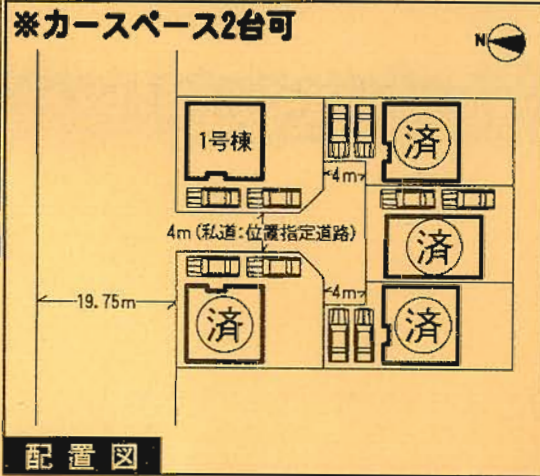 ※カースペース2台可
N
1号棟
済
4m
4m(私道:位置指定道路)
済
19.75m
4m
済
済
配置図